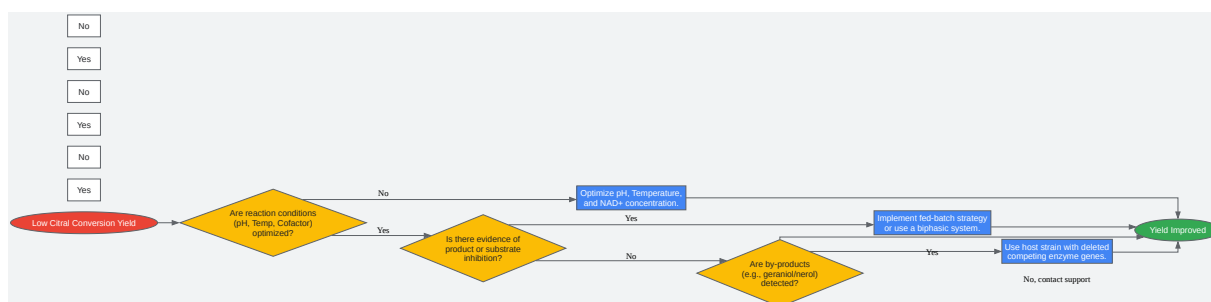 No
Yes
No
Yes
No
Yes
Low Citral Conversion Yield
Are reaction conditions
(pH, Temp, Cofactor)
optimized?
No
Yes
Optimize pH, Temperature,
and NAD+ concentration.
Is there evidence of
product or substrate
inhibition?
Yes
No
Implement fed-batch strategy
or use a biphasic system.
Are by-products
(e.g., geraniol/nerol)
detected?
Yes
Use host strain with deleted
competing enzyme genes.
No, contact support
Yield Improved